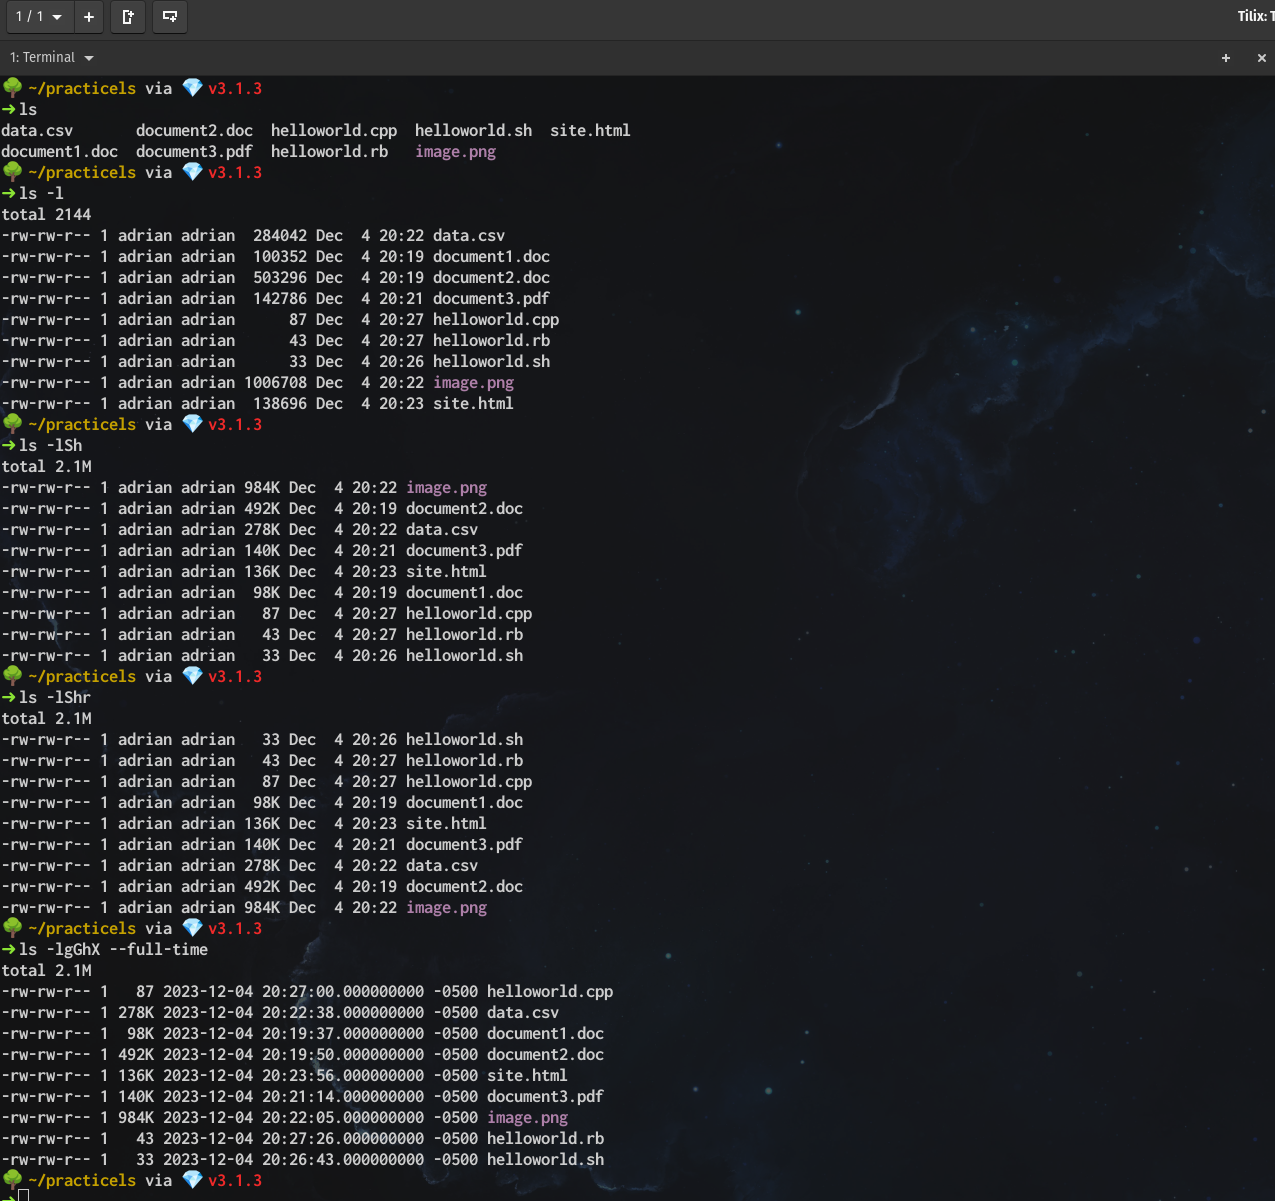 1 / 1
Tilix: T
1: Terminal
~/practicels via 💎 v3.1.3
➜ ls
data.csv       document2.doc  helloworld.cpp  helloworld.sh  site.html
document1.doc  document3.pdf  helloworld.rb   image.png
~/practicels via 💎 v3.1.3
➜ ls -l
total 2144
-rw-rw-r-- 1 adrian adrian  284042 Dec  4 20:22 data.csv
-rw-rw-r-- 1 adrian adrian  100352 Dec  4 20:19 document1.doc
-rw-rw-r-- 1 adrian adrian  503296 Dec  4 20:19 document2.doc
-rw-rw-r-- 1 adrian adrian  142786 Dec  4 20:21 document3.pdf
-rw-rw-r-- 1 adrian adrian      87 Dec  4 20:27 helloworld.cpp
-rw-rw-r-- 1 adrian adrian      43 Dec  4 20:27 helloworld.rb
-rw-rw-r-- 1 adrian adrian      33 Dec  4 20:26 helloworld.sh
-rw-rw-r-- 1 adrian adrian 1006708 Dec  4 20:22 image.png
-rw-rw-r-- 1 adrian adrian  138696 Dec  4 20:23 site.html
~/practicels via 💎 v3.1.3
➜ ls -lSh
total 2.1M
-rw-rw-r-- 1 adrian adrian 984K Dec  4 20:22 image.png
-rw-rw-r-- 1 adrian adrian 492K Dec  4 20:19 document2.doc
-rw-rw-r-- 1 adrian adrian 278K Dec  4 20:22 data.csv
-rw-rw-r-- 1 adrian adrian 140K Dec  4 20:21 document3.pdf
-rw-rw-r-- 1 adrian adrian 136K Dec  4 20:23 site.html
-rw-rw-r-- 1 adrian adrian  98K Dec  4 20:19 document1.doc
-rw-rw-r-- 1 adrian adrian   87 Dec  4 20:27 helloworld.cpp
-rw-rw-r-- 1 adrian adrian   43 Dec  4 20:27 helloworld.rb
-rw-rw-r-- 1 adrian adrian   33 Dec  4 20:26 helloworld.sh
~/practicels via 💎 v3.1.3
➜ ls -lShr
total 2.1M
-rw-rw-r-- 1 adrian adrian   33 Dec  4 20:26 helloworld.sh
-rw-rw-r-- 1 adrian adrian   43 Dec  4 20:27 helloworld.rb
-rw-rw-r-- 1 adrian adrian   87 Dec  4 20:27 helloworld.cpp
-rw-rw-r-- 1 adrian adrian  98K Dec  4 20:19 document1.doc
-rw-rw-r-- 1 adrian adrian 136K Dec  4 20:23 site.html
-rw-rw-r-- 1 adrian adrian 140K Dec  4 20:21 document3.pdf
-rw-rw-r-- 1 adrian adrian 278K Dec  4 20:22 data.csv
-rw-rw-r-- 1 adrian adrian 492K Dec  4 20:19 document2.doc
-rw-rw-r-- 1 adrian adrian 984K Dec  4 20:22 image.png
~/practicels via 💎 v3.1.3
➜ ls -lgGhX --full-time
total 2.1M
-rw-rw-r-- 1   87 2023-12-04 20:27:00.000000000 -0500 helloworld.cpp
-rw-rw-r-- 1 278K 2023-12-04 20:22:38.000000000 -0500 data.csv
-rw-rw-r-- 1  98K 2023-12-04 20:19:37.000000000 -0500 document1.doc
-rw-rw-r-- 1 492K 2023-12-04 20:19:50.000000000 -0500 document2.doc
-rw-rw-r-- 1 136K 2023-12-04 20:23:56.000000000 -0500 site.html
-rw-rw-r-- 1 140K 2023-12-04 20:21:14.000000000 -0500 document3.pdf
-rw-rw-r-- 1 984K 2023-12-04 20:22:05.000000000 -0500 image.png
-rw-rw-r-- 1   43 2023-12-04 20:27:26.000000000 -0500 helloworld.rb
-rw-rw-r-- 1   33 2023-12-04 20:26:43.000000000 -0500 helloworld.sh
~/practicels via 💎 v3.1.3
➜